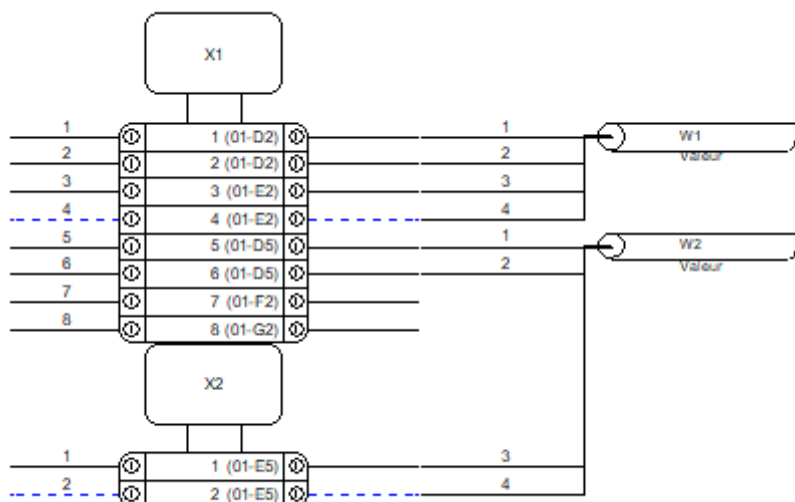 X1
1 1 (01-D2) 1 W1
Valeur
2 2 (01-D2) 2
3 3 (01-E2) 3
4 4 (01-E2) 4
5 5 (01-D5) 1 W2
Valeur
6 6 (01-D5) 2
7 7 (01-F2)
8 8 (01-G2)
X2
1 1 (01-E5) 3
2 2 (01-E5) 4